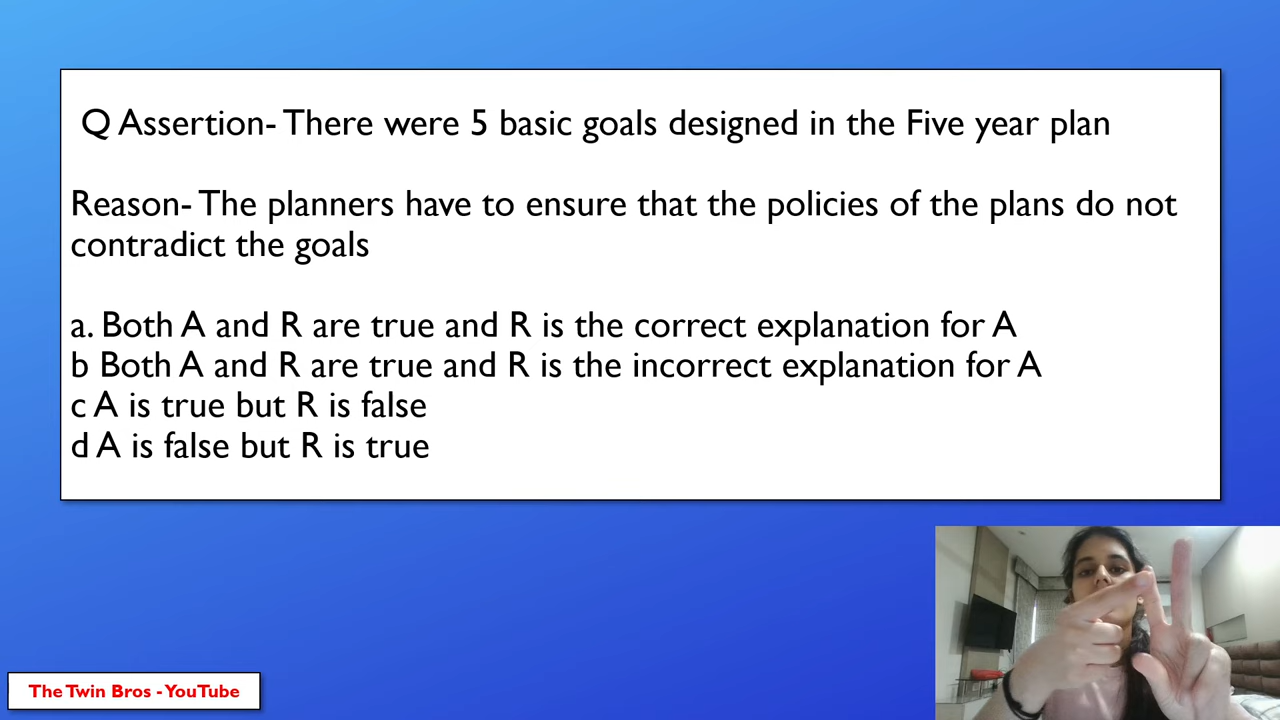 Q Assertion- There were 5 basic goals designed in the Five year plan
Reason- The planners have to ensure that the policies of the plans do not
contradict the goals
a. Both A and R are true and R is the correct explanation for A
b Both A and R are true and R is the incorrect explanation for A
c A is true but R is false
d A is false but R is true
The Twin Bros - YouTube